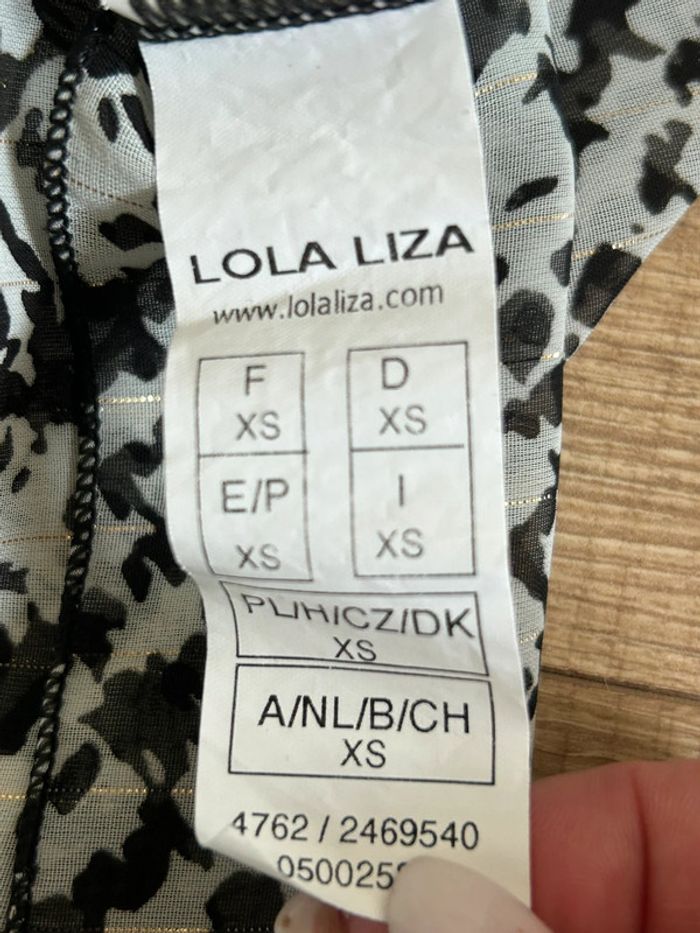 LOLA LIZA
www.lolaliza.com
F D
XS XS
E/P I
XS XS
PL/H/CZ/DK
XS
A/NL/B/CH
XS
4762 / 2469540